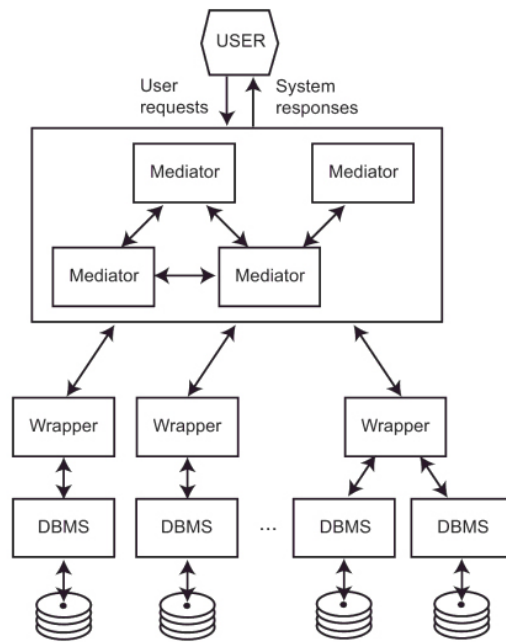 USER
User
requests
System
responses
Mediator
Mediator
Mediator
Mediator
Wrapper
Wrapper
Wrapper
DBMS
DBMS
...
DBMS
DBMS